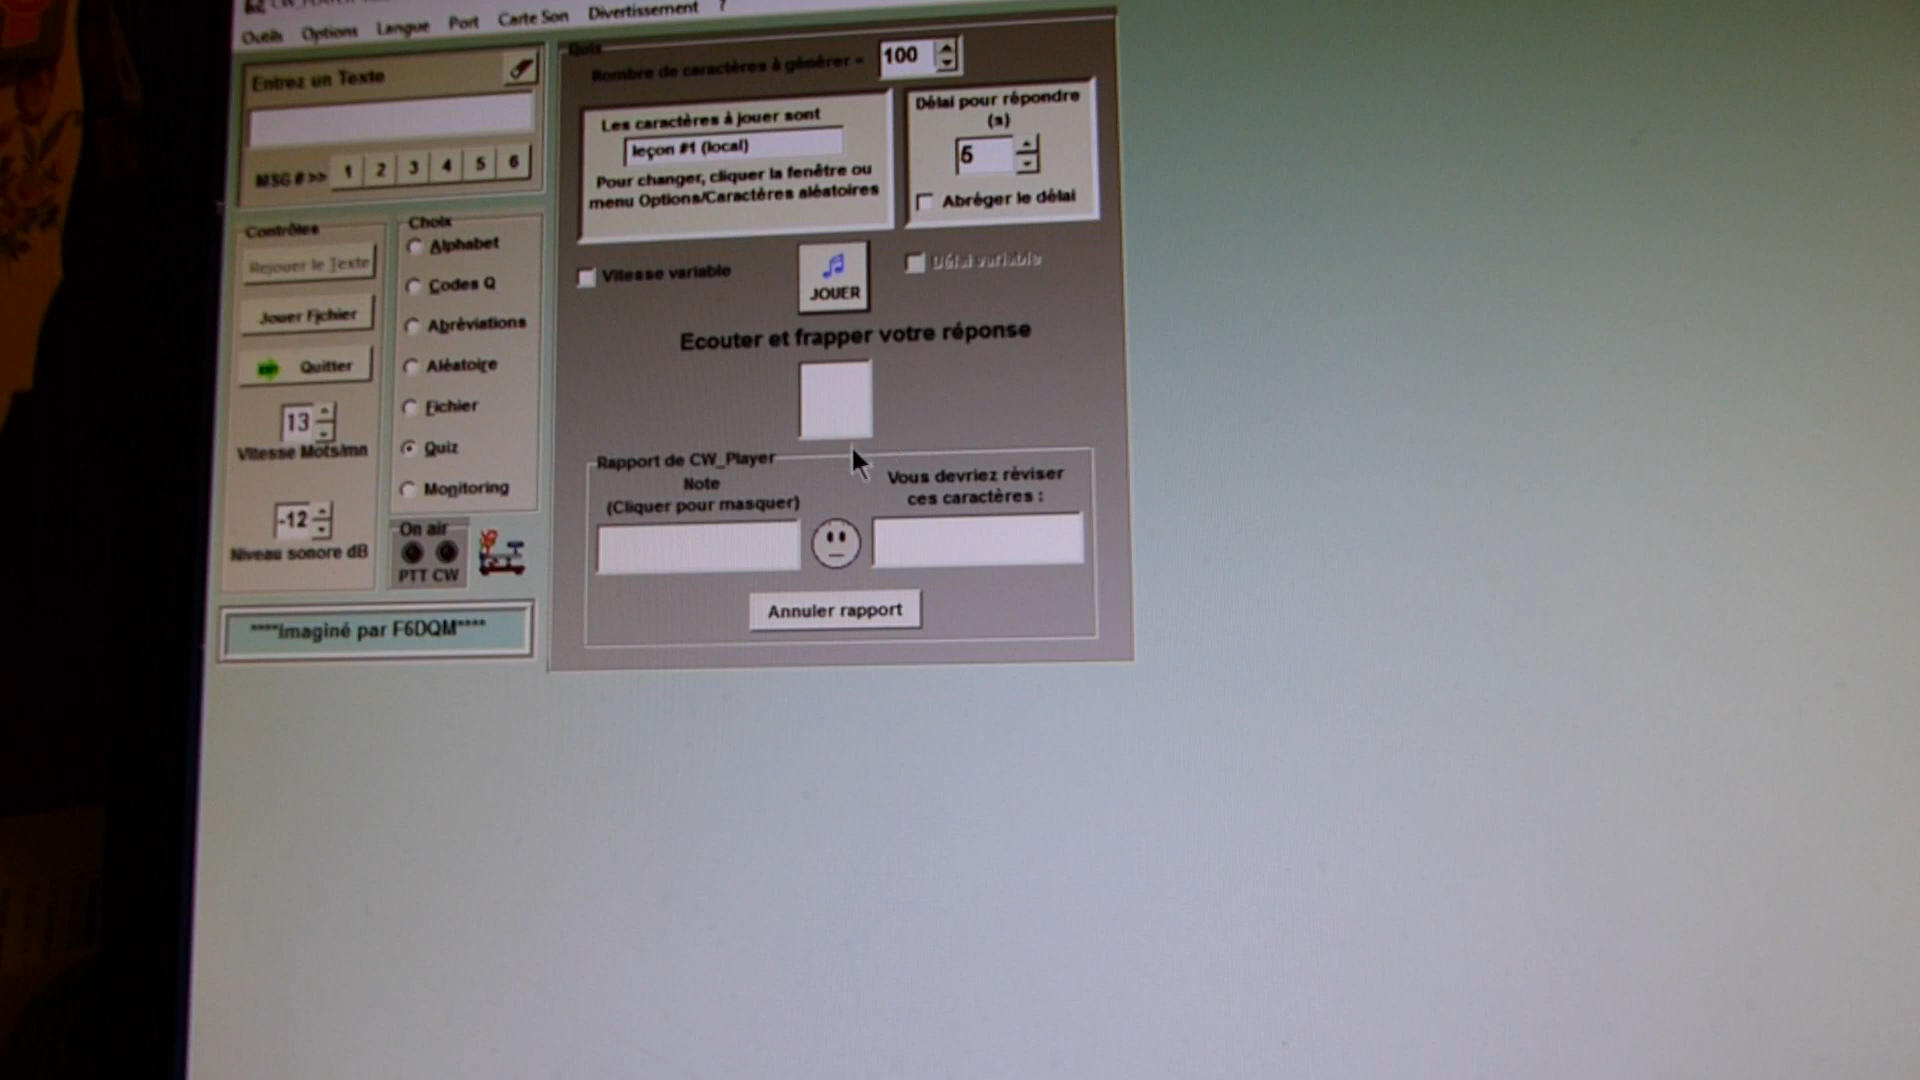 Outils Options Langue Port Carte Son Divertissement ?
Entrez un Texte
MSG # >> 1 2 3 4 5 6
Contrôles
Rejouer le Texte
Jouer Fichier
Quitter
13
Vitesse Mots/mn
-12
Niveau sonore dB
Choix
Alphabet
Codes Q
Abréviations
Aléatoire
Fichier
Quiz
Monitoring
On air
PTT CW
****Imaginé par F6DQM****
Quiz
Nombre de caractères à générer = 100
Les caractères à jouer sont
leçon #1 (local)
Pour changer, cliquer la fenêtre ou
menu Options/Caractères aléatoires
Délai pour répondre
(s)
5
Abréger le délai
Vitesse variable
JOUER
Délai variable
Ecouter et frapper votre réponse
Rapport de CW_Player
Note
(Cliquer pour masquer)
Vous devriez réviser
ces caractères :
Annuler rapport